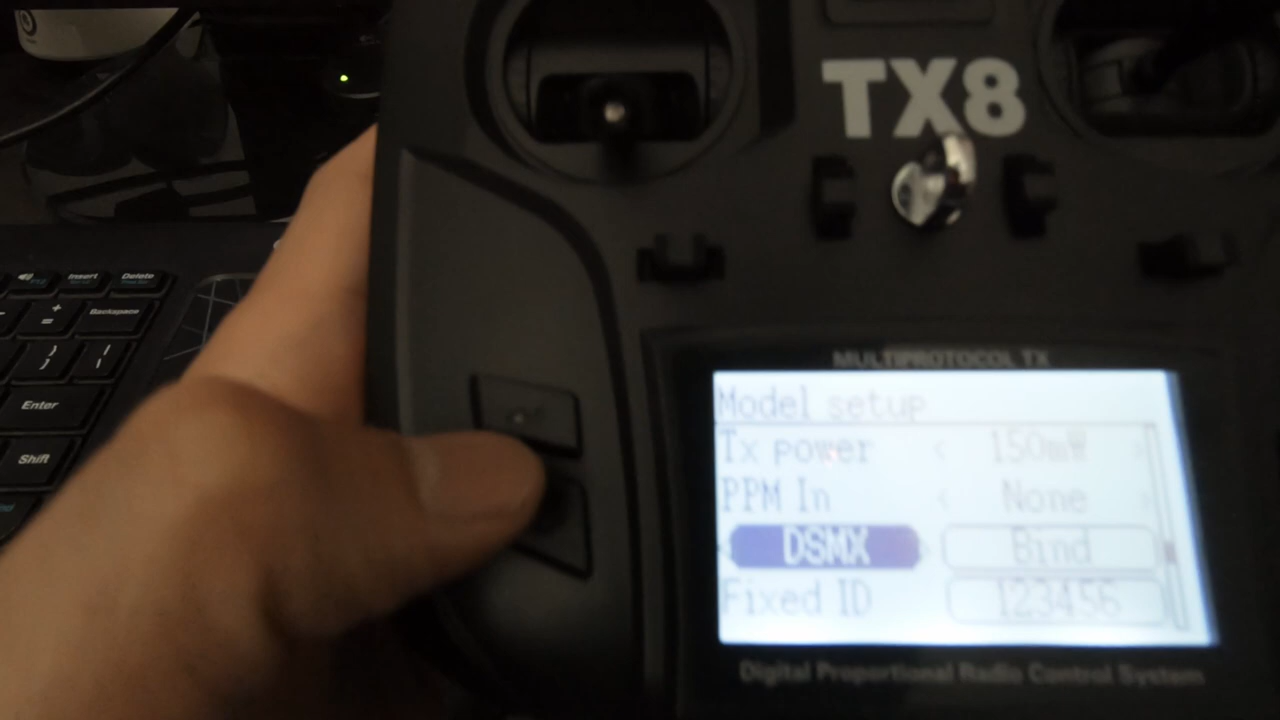 TX8
MULTIPROTOCOL TX
Model setup
Tx power < 150mW >
PPM In < None
DSMX > Bind
Fixed ID 123456
Digital Proportional Radio Control System
Insert
Delete
+
=
Backspace
}
]
|
Enter
Shift